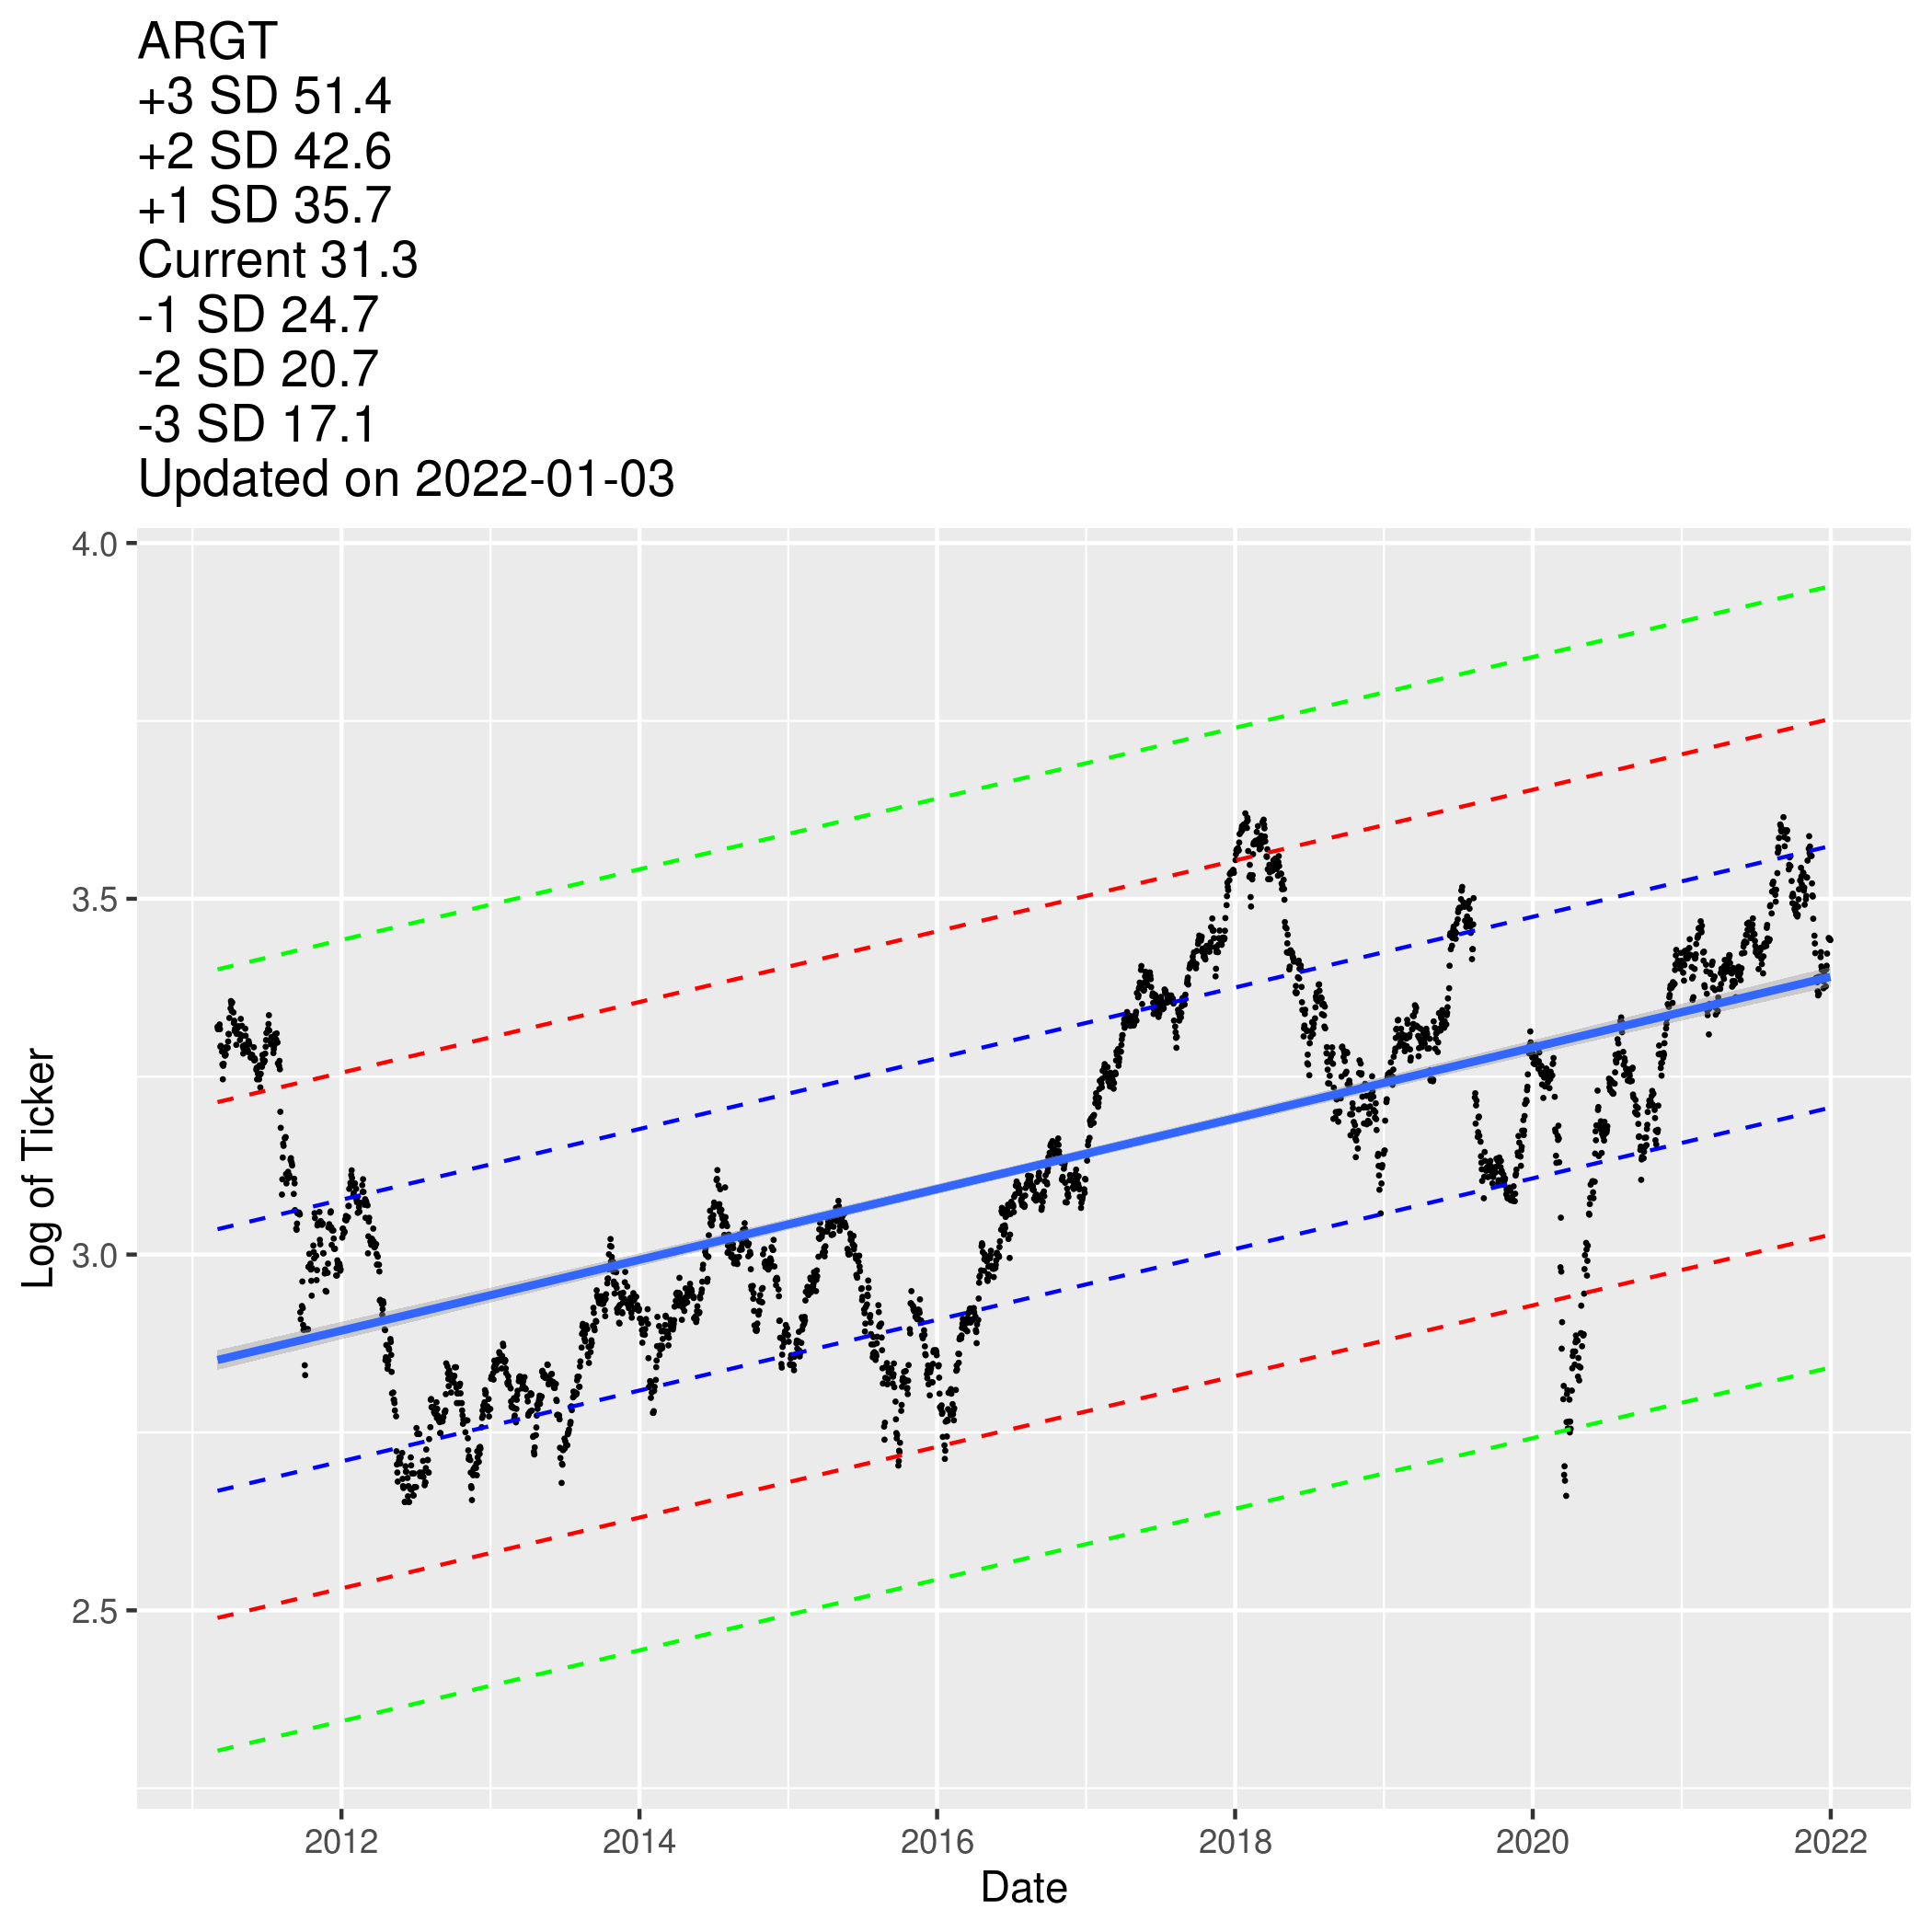 ARGT
+3 SD 51.4
+2 SD 42.6
+1 SD 35.7
Current 31.3
-1 SD 24.7
-2 SD 20.7
-3 SD 17.1
Updated on 2022-01-03
4.0
3.5
3.0
2.5
Log of Ticker
2012 2014 2016 2018 2020 2022
Date